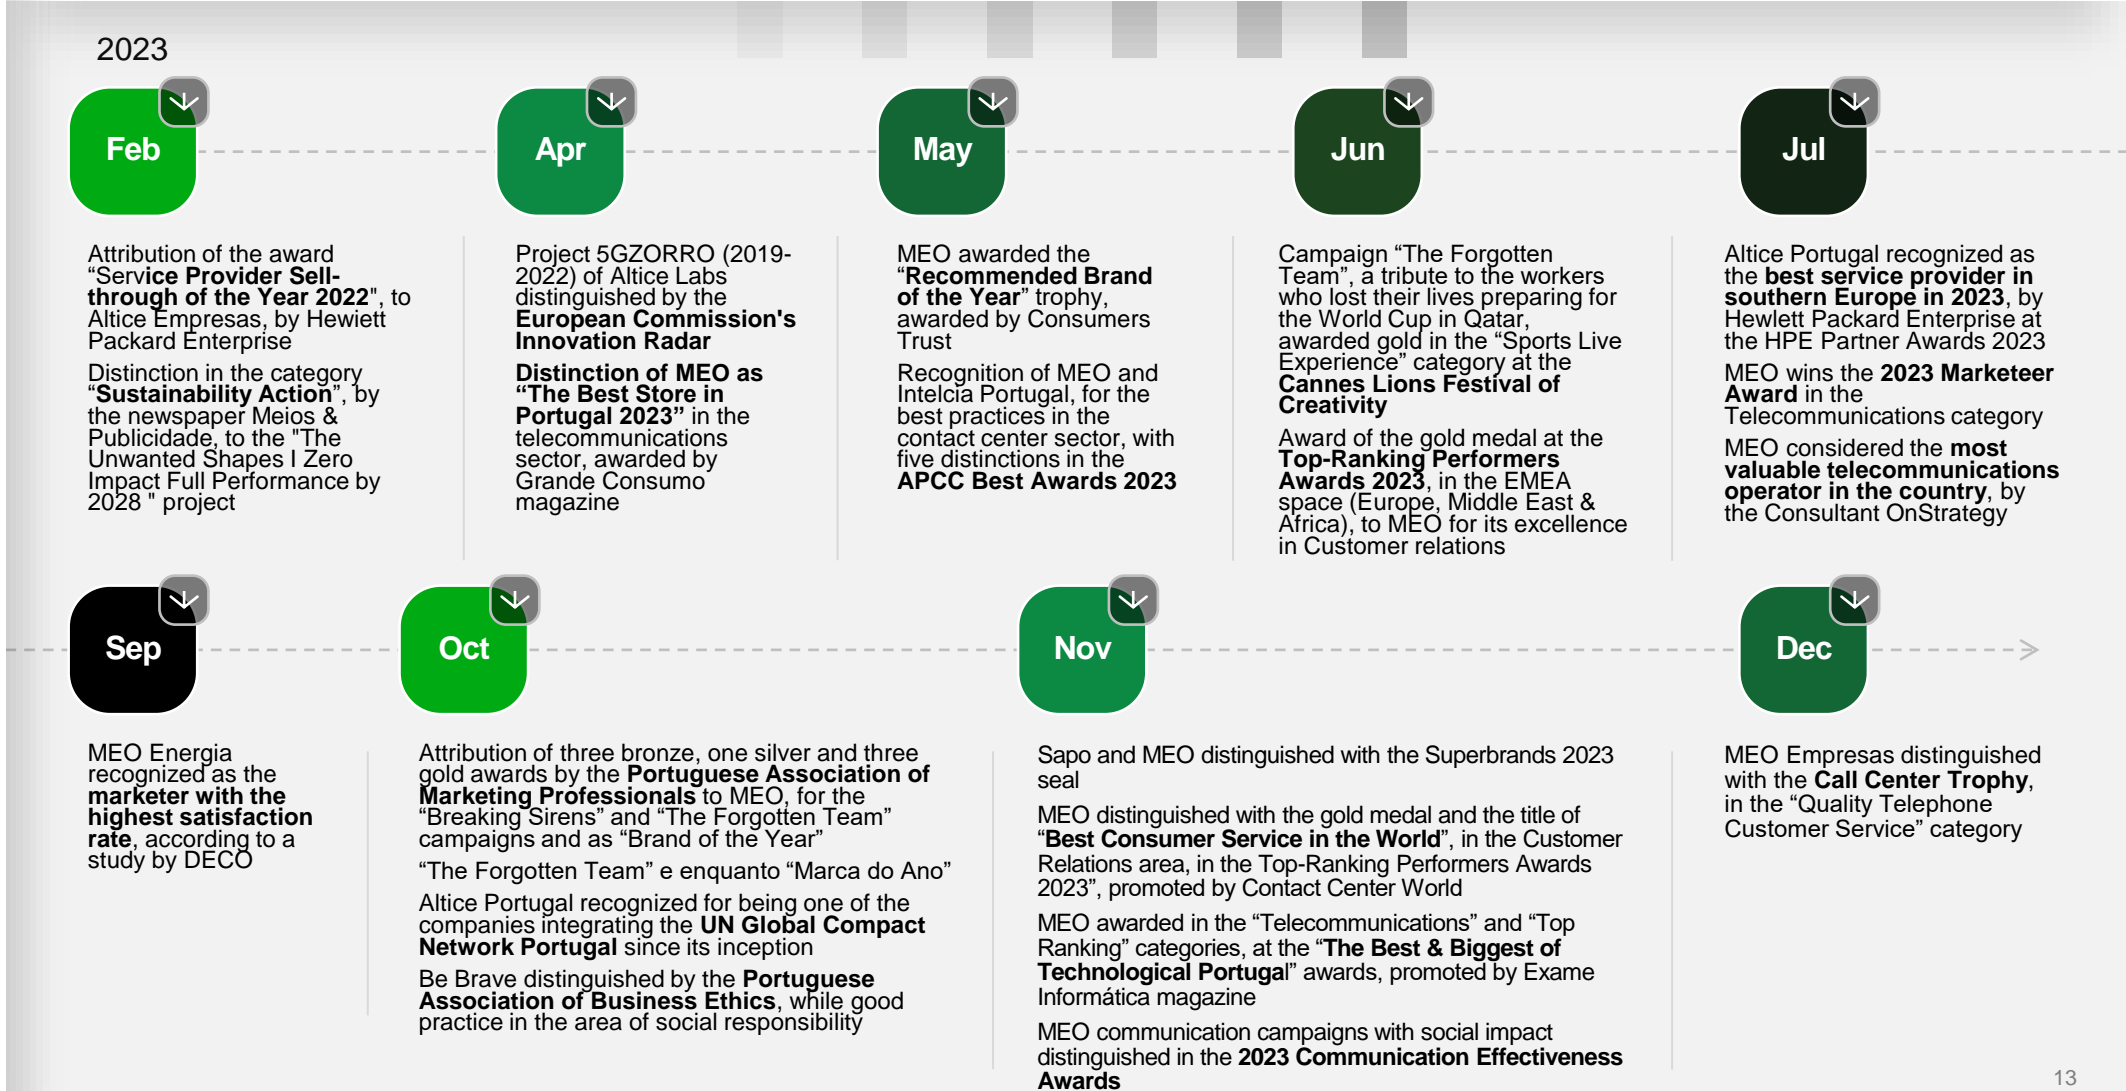 2023
Feb
Apr
May
Jun
Jul
Attribution of the award
“Service Provider Sell-
through of the Year 2022", to
Altice Empresas, by Hewiett
Packard Enterprise
Distinction in the category
“Sustainability Action”, by
the newspaper Meios &
Publicidade, to the "The
Unwanted Shapes I Zero
Impact Full Performance by
2028 " project
Project 5GZORRO (2019-
2022) of Altice Labs
distinguished by the
European Commission's
Innovation Radar
Distinction of MEO as
“The Best Store in
Portugal 2023” in the
telecommunications
sector, awarded by
Grande Consumo
magazine
MEO awarded the
“Recommended Brand
of the Year” trophy,
awarded by Consumers
Trust
Recognition of MEO and
Intelcia Portugal, for the
best practices in the
contact center sector, with
five distinctions in the
APCC Best Awards 2023
Campaign “The Forgotten
Team”, a tribute to the workers
who lost their lives preparing for
the World Cup in Qatar,
awarded gold in the “Sports Live
Experience” category at the
Cannes Lions Festival of
Creativity
Award of the gold medal at the
Top-Ranking Performers
Awards 2023, in the EMEA
space (Europe, Middle East &
Africa), to MEO for its excellence
in Customer relations
Altice Portugal recognized as
the best service provider in
southern Europe in 2023, by
Hewlett Packard Enterprise at
the HPE Partner Awards 2023
MEO wins the 2023 Marketeer
Award in the
Telecommunications category
MEO considered the most
valuable telecommunications
operator in the country, by
the Consultant OnStrategy
Sep
Oct
Nov
Dec
MEO Energia
recognized as the
marketer with the
highest satisfaction
rate, according to a
study by DECO
Attribution of three bronze, one silver and three
gold awards by the Portuguese Association of
Marketing Professionals to MEO, for the
“Breaking Sirens” and “The Forgotten Team”
campaigns and as “Brand of the Year”
“The Forgotten Team” e enquanto “Marca do Ano”
Altice Portugal recognized for being one of the
companies integrating the UN Global Compact
Network Portugal since its inception
Be Brave distinguished by the Portuguese
Association of Business Ethics, while good
practice in the area of social responsibility
Sapo and MEO distinguished with the Superbrands 2023
seal
MEO distinguished with the gold medal and the title of
“Best Consumer Service in the World”, in the Customer
Relations area, in the Top-Ranking Performers Awards
2023”, promoted by Contact Center World
MEO awarded in the “Telecommunications” and “Top
Ranking” categories, at the “The Best & Biggest of
Technological Portugal” awards, promoted by Exame
Informática magazine
MEO communication campaigns with social impact
distinguished in the 2023 Communication Effectiveness
Awards
MEO Empresas distinguished
with the Call Center Trophy,
in the “Quality Telephone
Customer Service” category
13